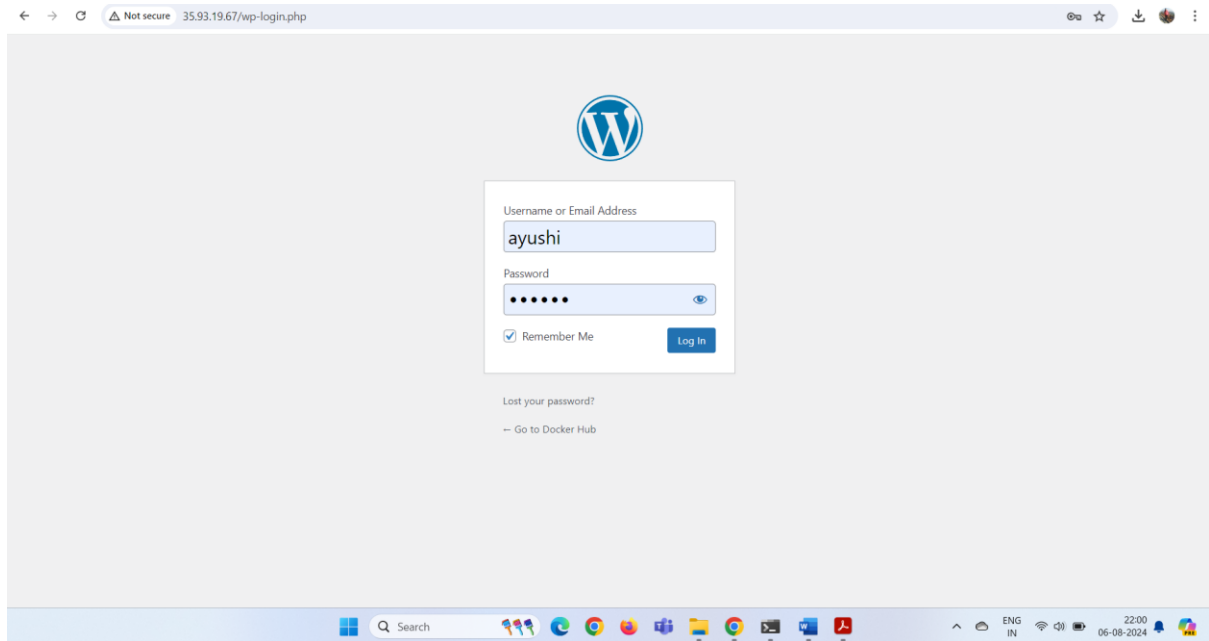 Not secure 35.93.19.67/wp-login.php
Username or Email Address
ayushi
Password
••••••
Remember Me
Log In
Lost your password?
← Go to Docker Hub
Search
ENG
IN
22:00
06-08-2024